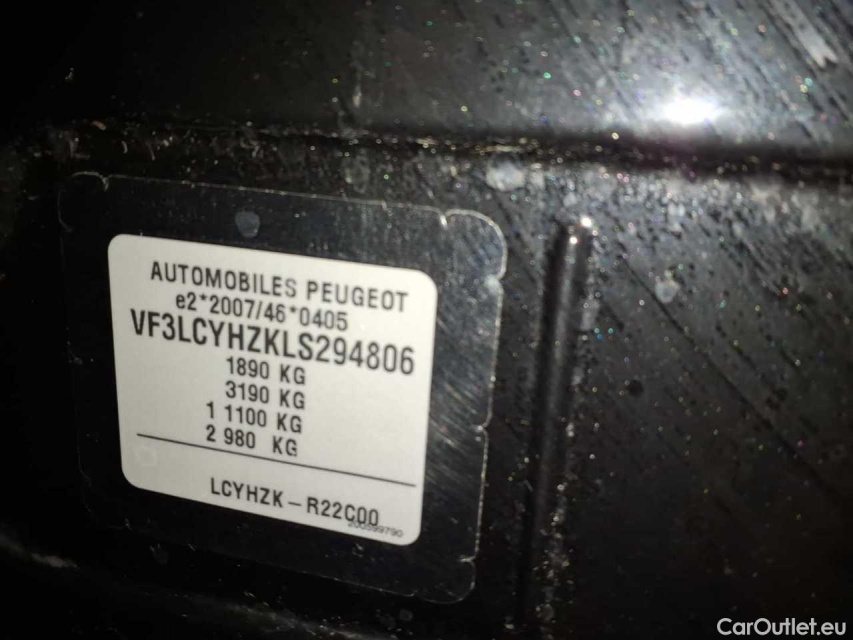 AUTOMOBILES PEUGEOT
e2*2007/46*0405
VF3LCYHZKLS294806
1890 KG
3190 KG
1 1100 KG
2 980 KG
LCYHZK-R22C00
200599790
CarOutlet.eu